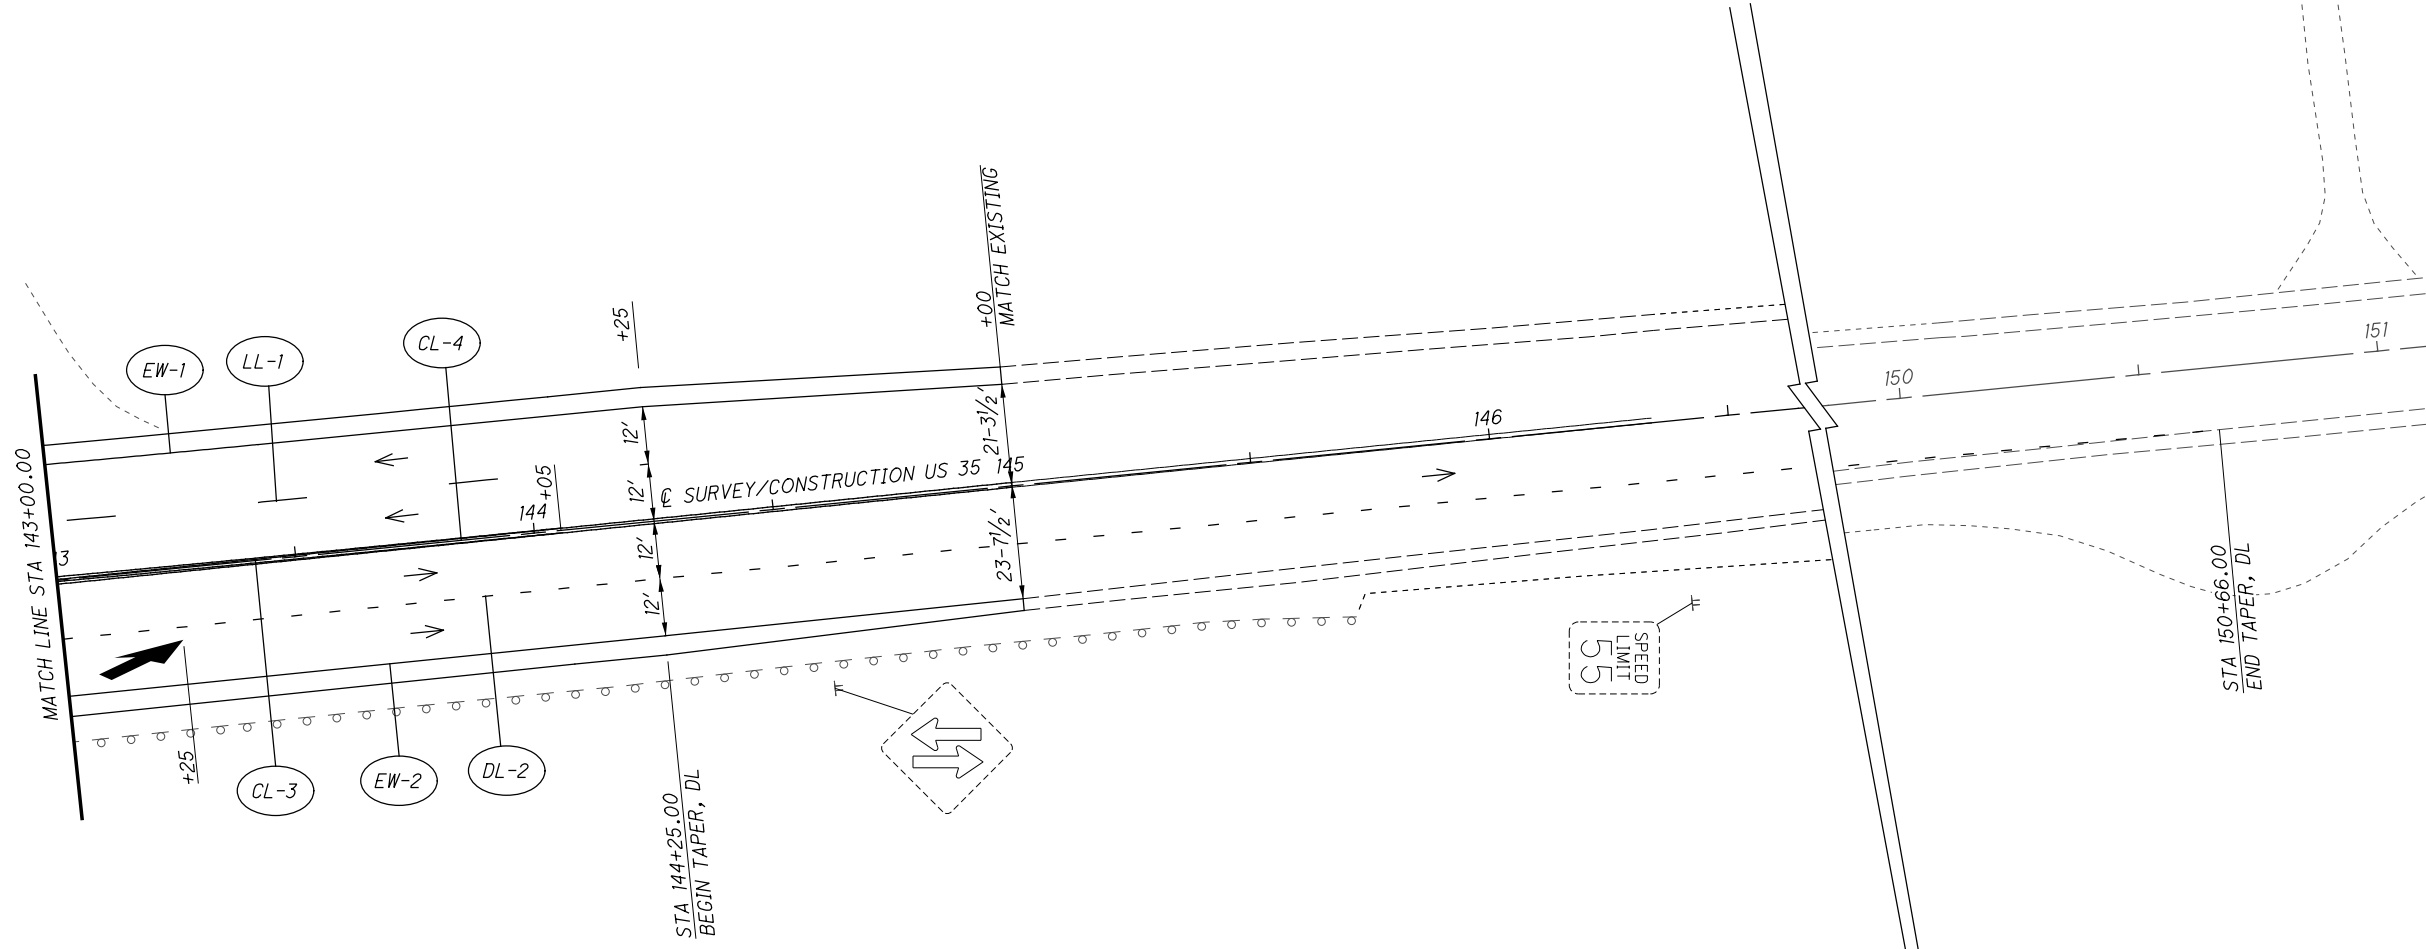 MATCH LINE STA 143+00.00
EW-1
LL-1
CL-4
+25
+00
MATCH EXISTING
12'
12'
12'
12'
21-3½'
23-7½'
3
144
+05
℄ SURVEY/CONSTRUCTION US 35
145
146
150
151
+25
CL-3
EW-2
DL-2
STA 144+25.00
BEGIN TAPER, DL
SPEED
LIMIT
55
STA 150+66.00
END TAPER, DL